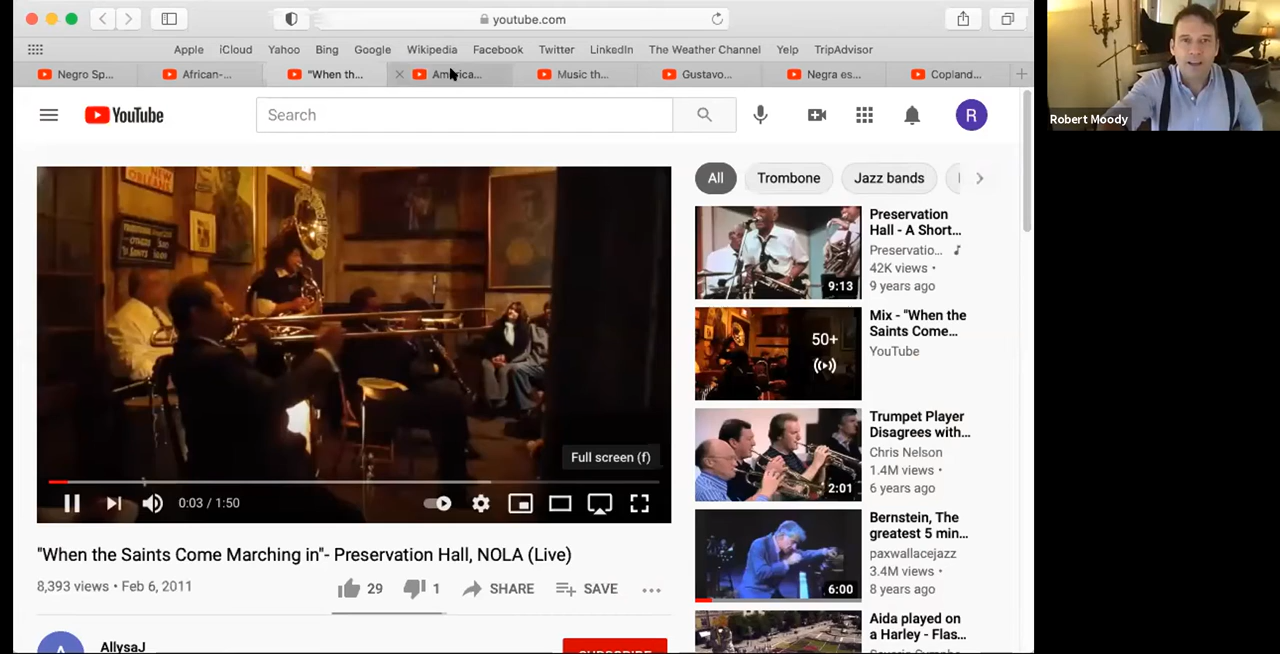 youtube.com
Apple iCloud Yahoo Bing Google Wikipedia Facebook Twitter LinkedIn The Weather Channel Yelp TripAdvisor
Negro Sp... African-... "When th... America... Music th... Gustavo... Negra es... Copland...
YouTube
Search
R
Robert Moody
NEW
ORLEANS
TRADITIONAL
OTHERS
SAINTS
Full screen (f)
0:03 / 1:50
"When the Saints Come Marching in"- Preservation Hall, NOLA (Live)
8,393 views • Feb 6, 2011
29 1 SHARE SAVE
A
AllysaJ
SUBSCRIBE
All Trombone Jazz bands
9:13
Preservation
Hall - A Short...
Preservatio...
42K views •
9 years ago
50+
Mix - "When the
Saints Come...
YouTube
2:01
Trumpet Player
Disagrees with...
Chris Nelson
1.4M views •
6 years ago
6:00
Bernstein, The
greatest 5 min...
paxwallacejazz
3.4M views •
8 years ago
Aida played on
a Harley - Flas...